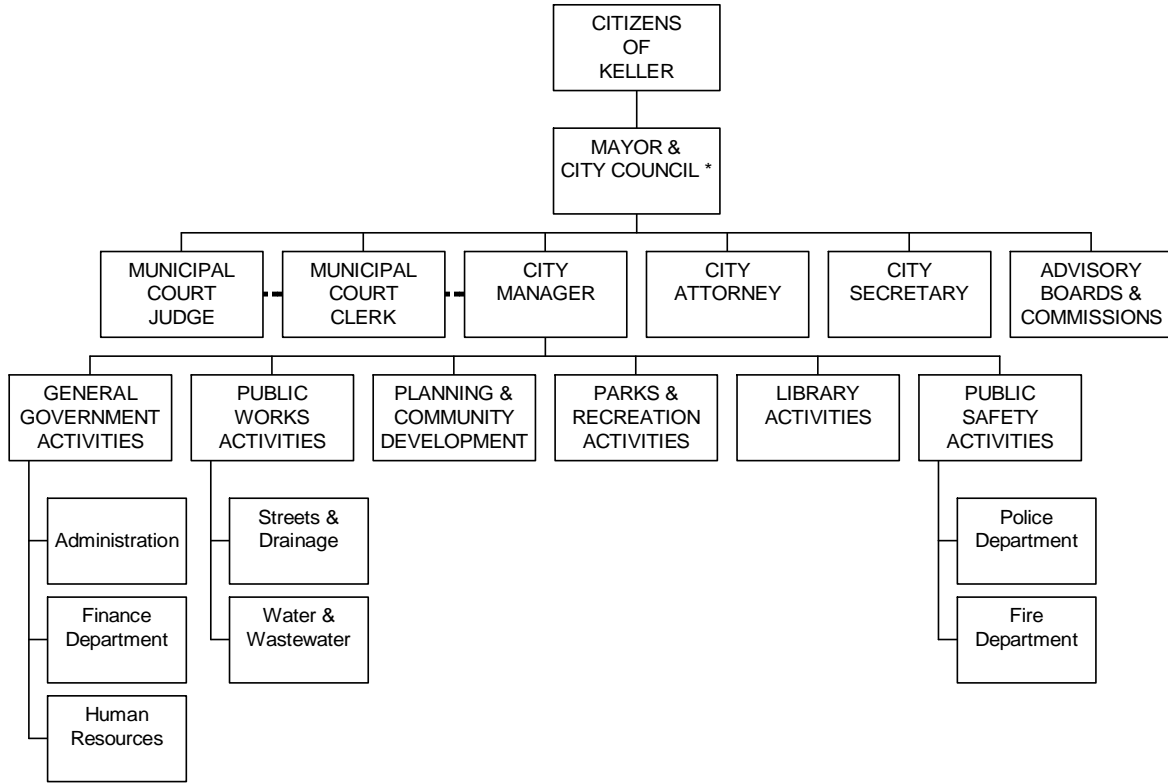 CITIZENS
OF
KELLER
MAYOR &
CITY COUNCIL *
MUNICIPAL
COURT
JUDGE
MUNICIPAL
COURT
CLERK
CITY
MANAGER
CITY
ATTORNEY
CITY
SECRETARY
ADVISORY
BOARDS &
COMMISSIONS
GENERAL
GOVERNMENT
ACTIVITIES
PUBLIC
WORKS
ACTIVITIES
PLANNING &
COMMUNITY
DEVELOPMENT
PARKS &
RECREATION
ACTIVITIES
LIBRARY
ACTIVITIES
PUBLIC
SAFETY
ACTIVITIES
Administration
Finance
Department
Human
Resources
Streets &
Drainage
Water &
Wastewater
Police
Department
Fire
Department